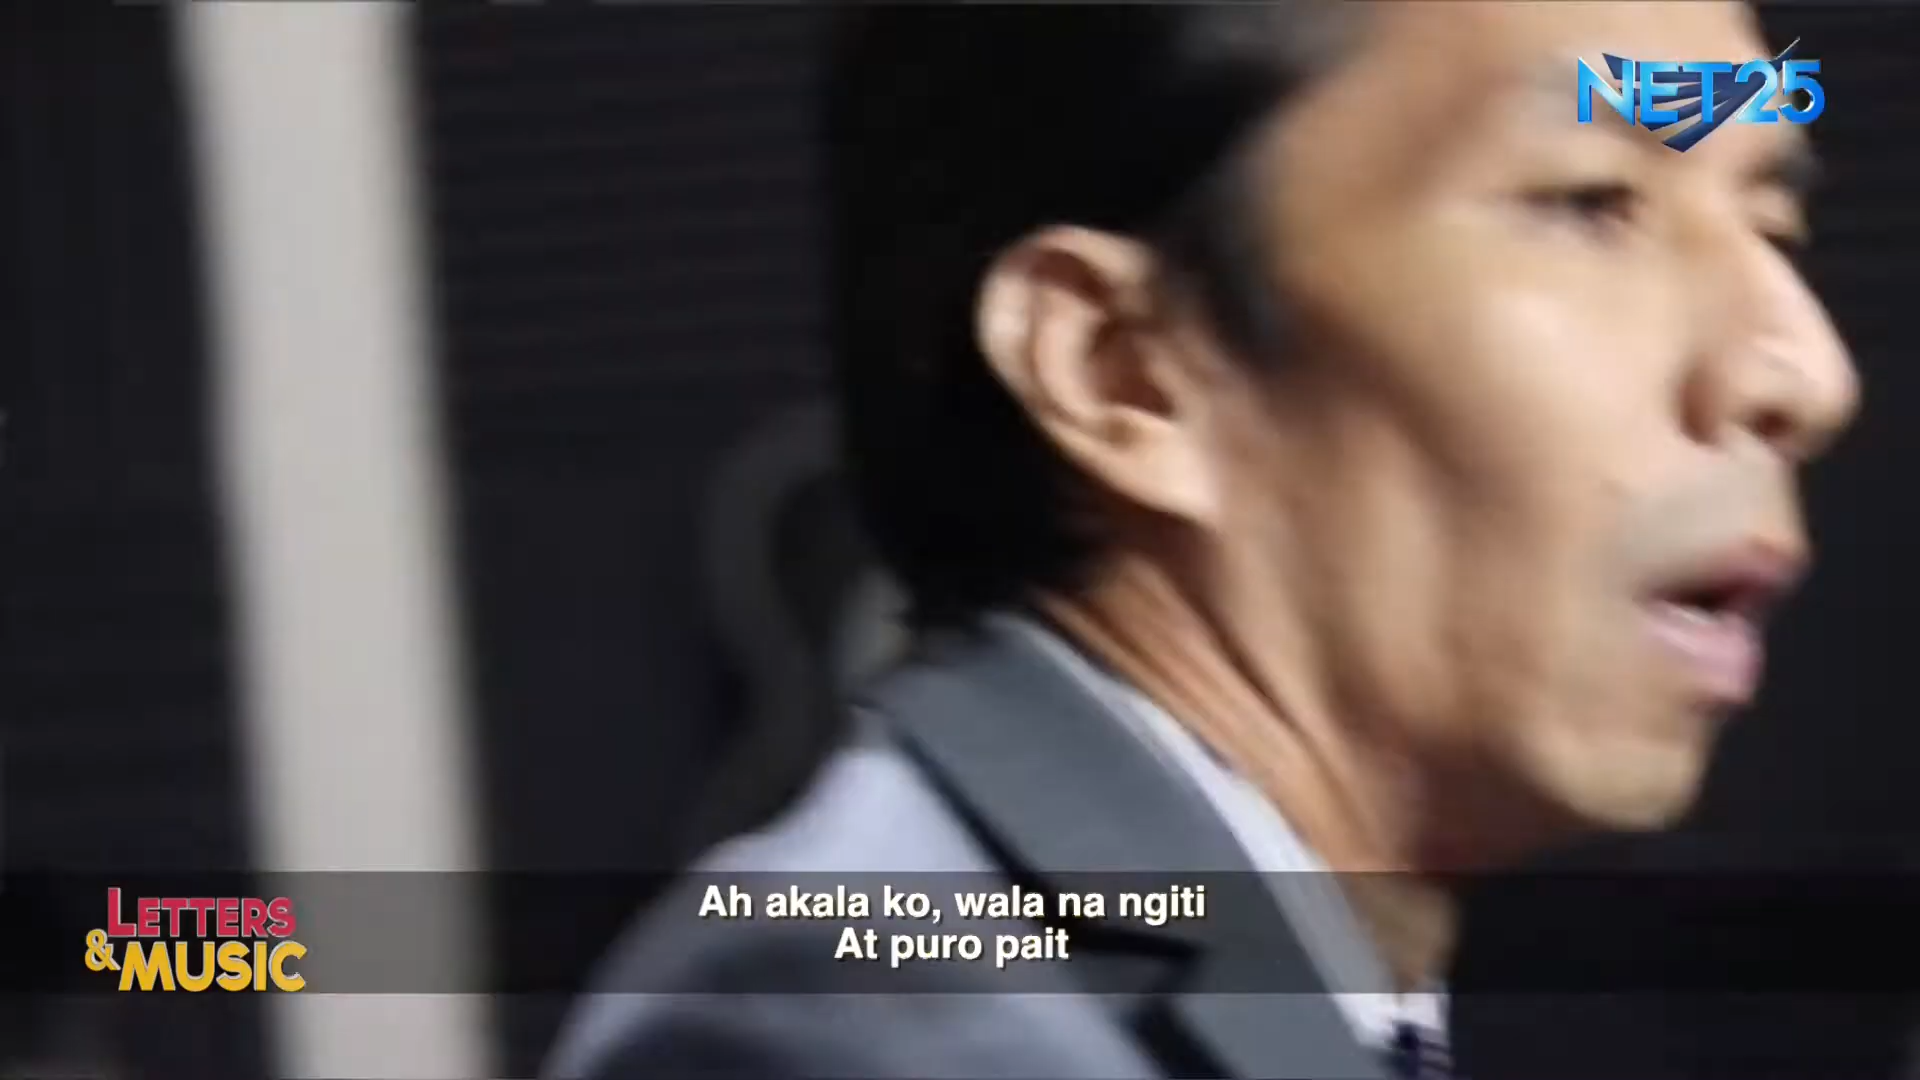 NET25
Ah akala ko, wala na ngiti
At puro pait
LETTERS
&MUSIC